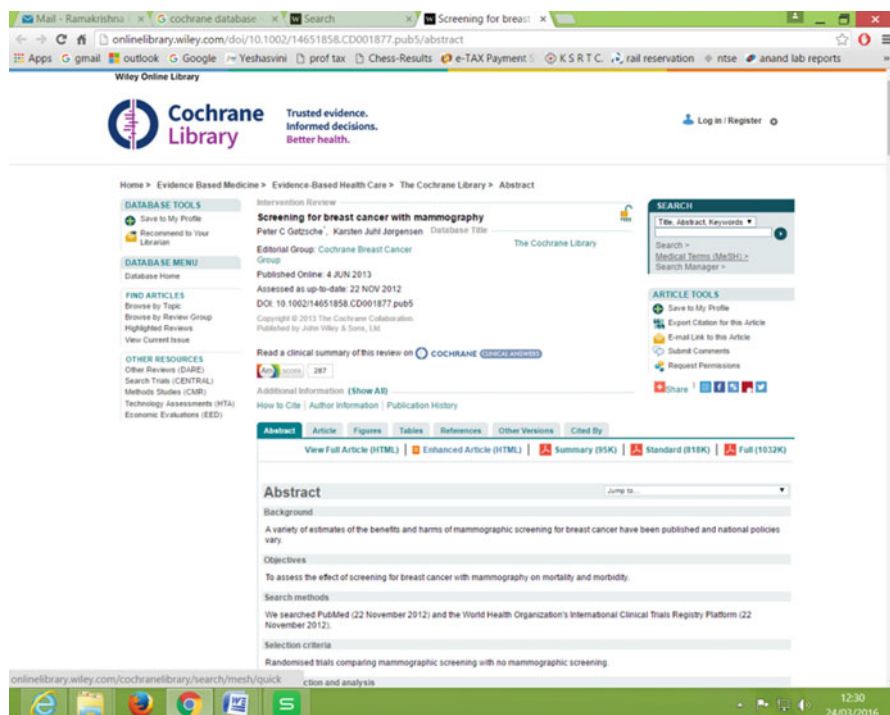 Mail - Ramakrishna
cochrane database
Search
Screening for breast
onlinelibrary.wiley.com/doi/10.1002/14651858.CD001877.pub5/abstract
Apps gmail outlook Google Yeshasvini prof tax Chess-Results e-TAX Payment S K S R T C. rail reservation ntse anand lab reports
Wiley Online Library
Cochrane
Library
Trusted evidence.
Informed decisions.
Better health.
Log in / Register
Home > Evidence Based Medicine > Evidence-Based Health Care > The Cochrane Library > Abstract
DATABASE TOOLS
Save to My Profile
Recommend to Your
Librarian
DATABASE MENU
Database Home
FIND ARTICLES
Browse by Topic
Browse by Review Group
Highlighted Reviews
View Current Issue
OTHER RESOURCES
Other Reviews (DARE)
Search Trials (CENTRAL)
Methods Studies (CMR)
Technology Assessments (HTA)
Economic Evaluations (EED)
Intervention Review
Screening for breast cancer with mammography
FREE
Peter C Gøtzsche*, Karsten Juhl Jørgensen Database Title
The Cochrane Library
Editorial Group: Cochrane Breast Cancer
Group
Published Online: 4 JUN 2013
Assessed as up-to-date: 22 NOV 2012
DOI: 10.1002/14651858.CD001877.pub5
Copyright © 2013 The Cochrane Collaboration.
Published by John Wiley & Sons, Ltd.
Read a clinical summary of this review on COCHRANE CLINICAL ANSWERS
Am score 287
Additional Information (Show All)
How to Cite | Author Information | Publication History
SEARCH
Title, Abstract, Keywords
Search >
Medical Terms (MeSH) >
Search Manager >
ARTICLE TOOLS
Save to My Profile
Export Citation for this Article
E-mail Link to this Article
Submit Comments
Request Permissions
Share |
Abstract Article Figures Tables References Other Versions Cited By
View Full Article (HTML) | Enhanced Article (HTML) | Summary (95K) | Standard (818K) | Full (1032K)
Abstract
Jump to...
Background
A variety of estimates of the benefits and harms of mammographic screening for breast cancer have been published and national policies
vary.
Objectives
To assess the effect of screening for breast cancer with mammography on mortality and morbidity.
Search methods
We searched PubMed (22 November 2012) and the World Health Organization's International Clinical Trials Registry Platform (22
November 2012).
Selection criteria
Randomised trials comparing mammographic screening with no mammographic screening.
onlinelibrary.wiley.com/cochranelibrary/search/mesh/quick
ction and analysis
12:30
24/03/2016